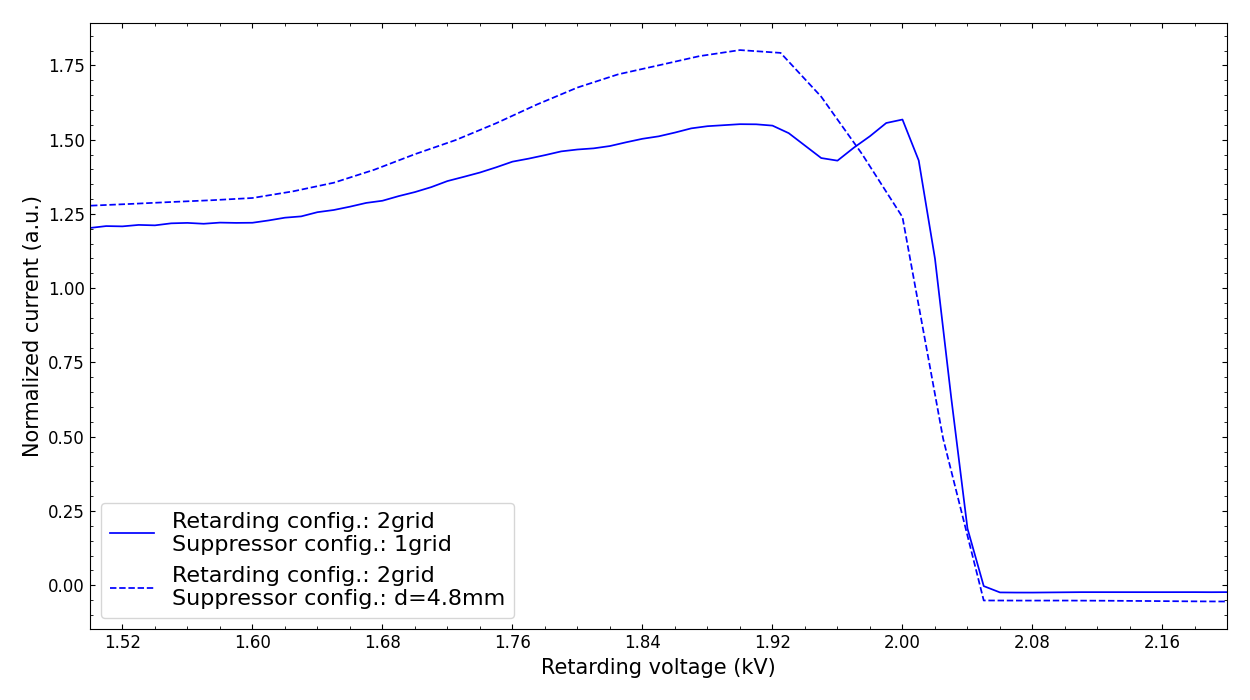 1.75
1.50
1.25
1.00
0.75
0.50
0.25
0.00
Normalized current (a.u.)
Retarding config.: 2grid
Suppressor config.: 1grid
Retarding config.: 2grid
Suppressor config.: d=4.8mm
1.52 1.60 1.68 1.76 1.84 1.92 2.00 2.08 2.16
Retarding voltage (kV)